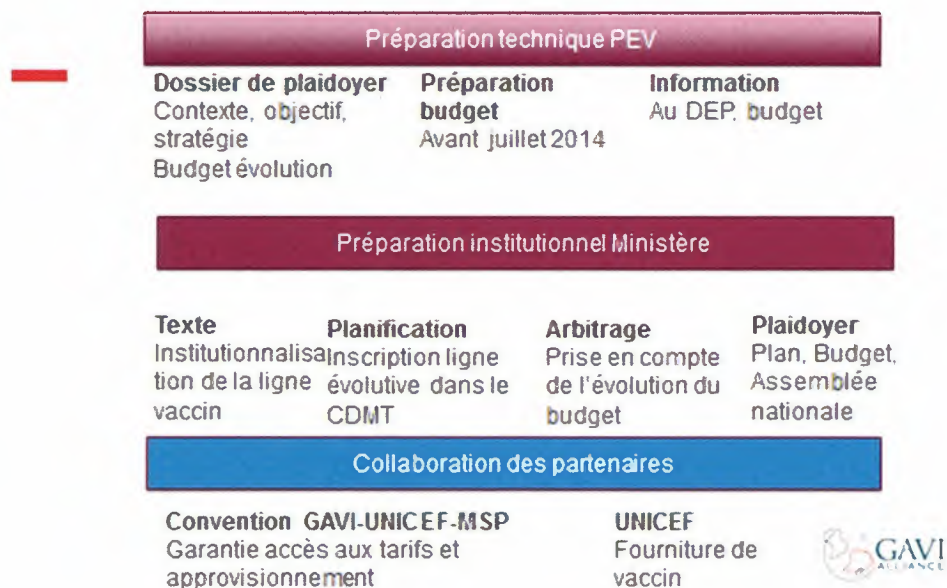 Préparation technique PEV
Dossier de plaidoyer
Contexte, objectif,
stratégie
Budget évolution
Préparation
budget
Avant juillet 2014
Information
Au DEP, budget
Préparation institutionnel Ministère
Texte
Institutionnalisa
tion de la ligne
vaccin
Planification
Inscription ligne
évolutive dans le
CDMT
Arbitrage
Prise en compte
de l'évolution du
budget
Plaidoyer
Plan, Budget,
Assemblée
nationale
Collaboration des partenaires
Convention GAVI-UNICEF-MSP
Garantie accès aux tarifs et
approvisionnement
UNICEF
Fourniture de
vaccin
GAVI
ALLIANCE